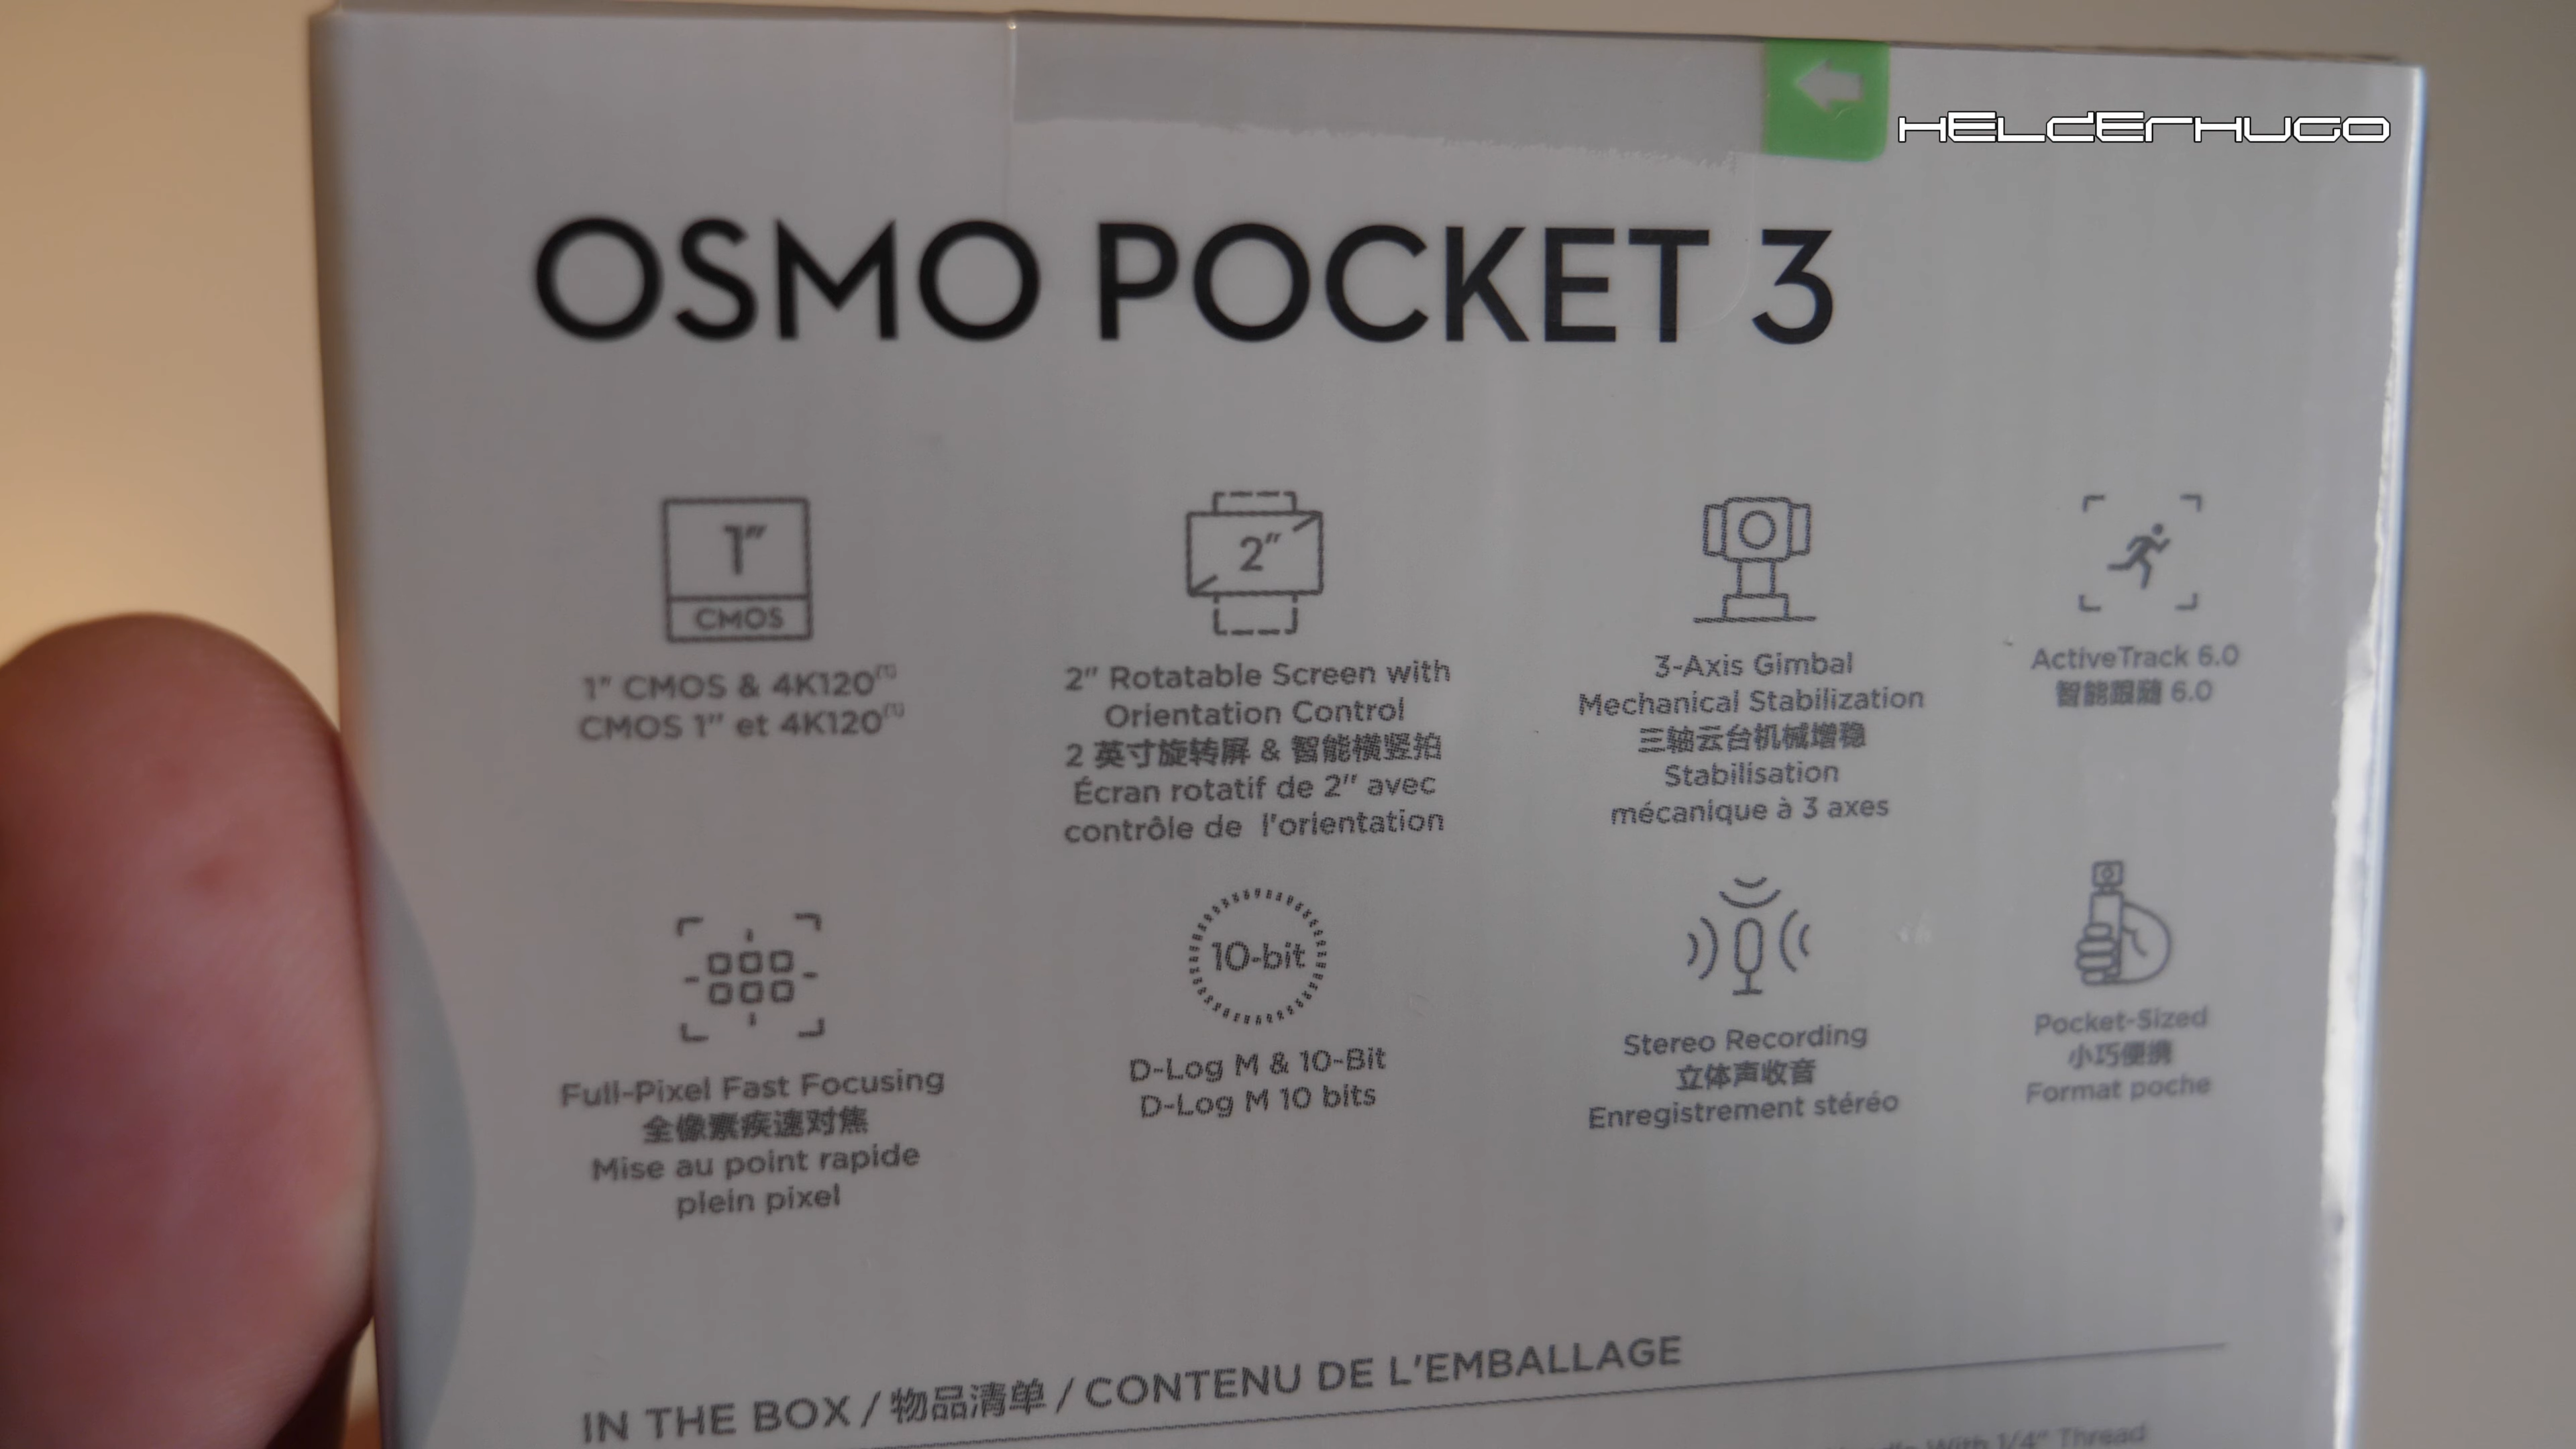 HELDERHUGO
OSMO POCKET 3
1"
CMOS
1" CMOS & 4K120(1)
CMOS 1" et 4K120(1)
2"
2" Rotatable Screen with
Orientation Control
2 英寸旋转屏 & 智能横竖拍
Écran rotatif de 2" avec
contrôle de l'orientation
3-Axis Gimbal
Mechanical Stabilization
三轴云台机械增稳
Stabilisation
mécanique à 3 axes
ActiveTrack 6.0
智能跟随 6.0
Full-Pixel Fast Focusing
全像素疾速对焦
Mise au point rapide
plein pixel
10-bit
D-Log M & 10-Bit
D-Log M 10 bits
Stereo Recording
立体声收音
Enregistrement stéréo
Pocket-Sized
小巧便携
Format poche
IN THE BOX / 物品清单 / CONTENU DE L'EMBALLAGE
With 1/4" Thread